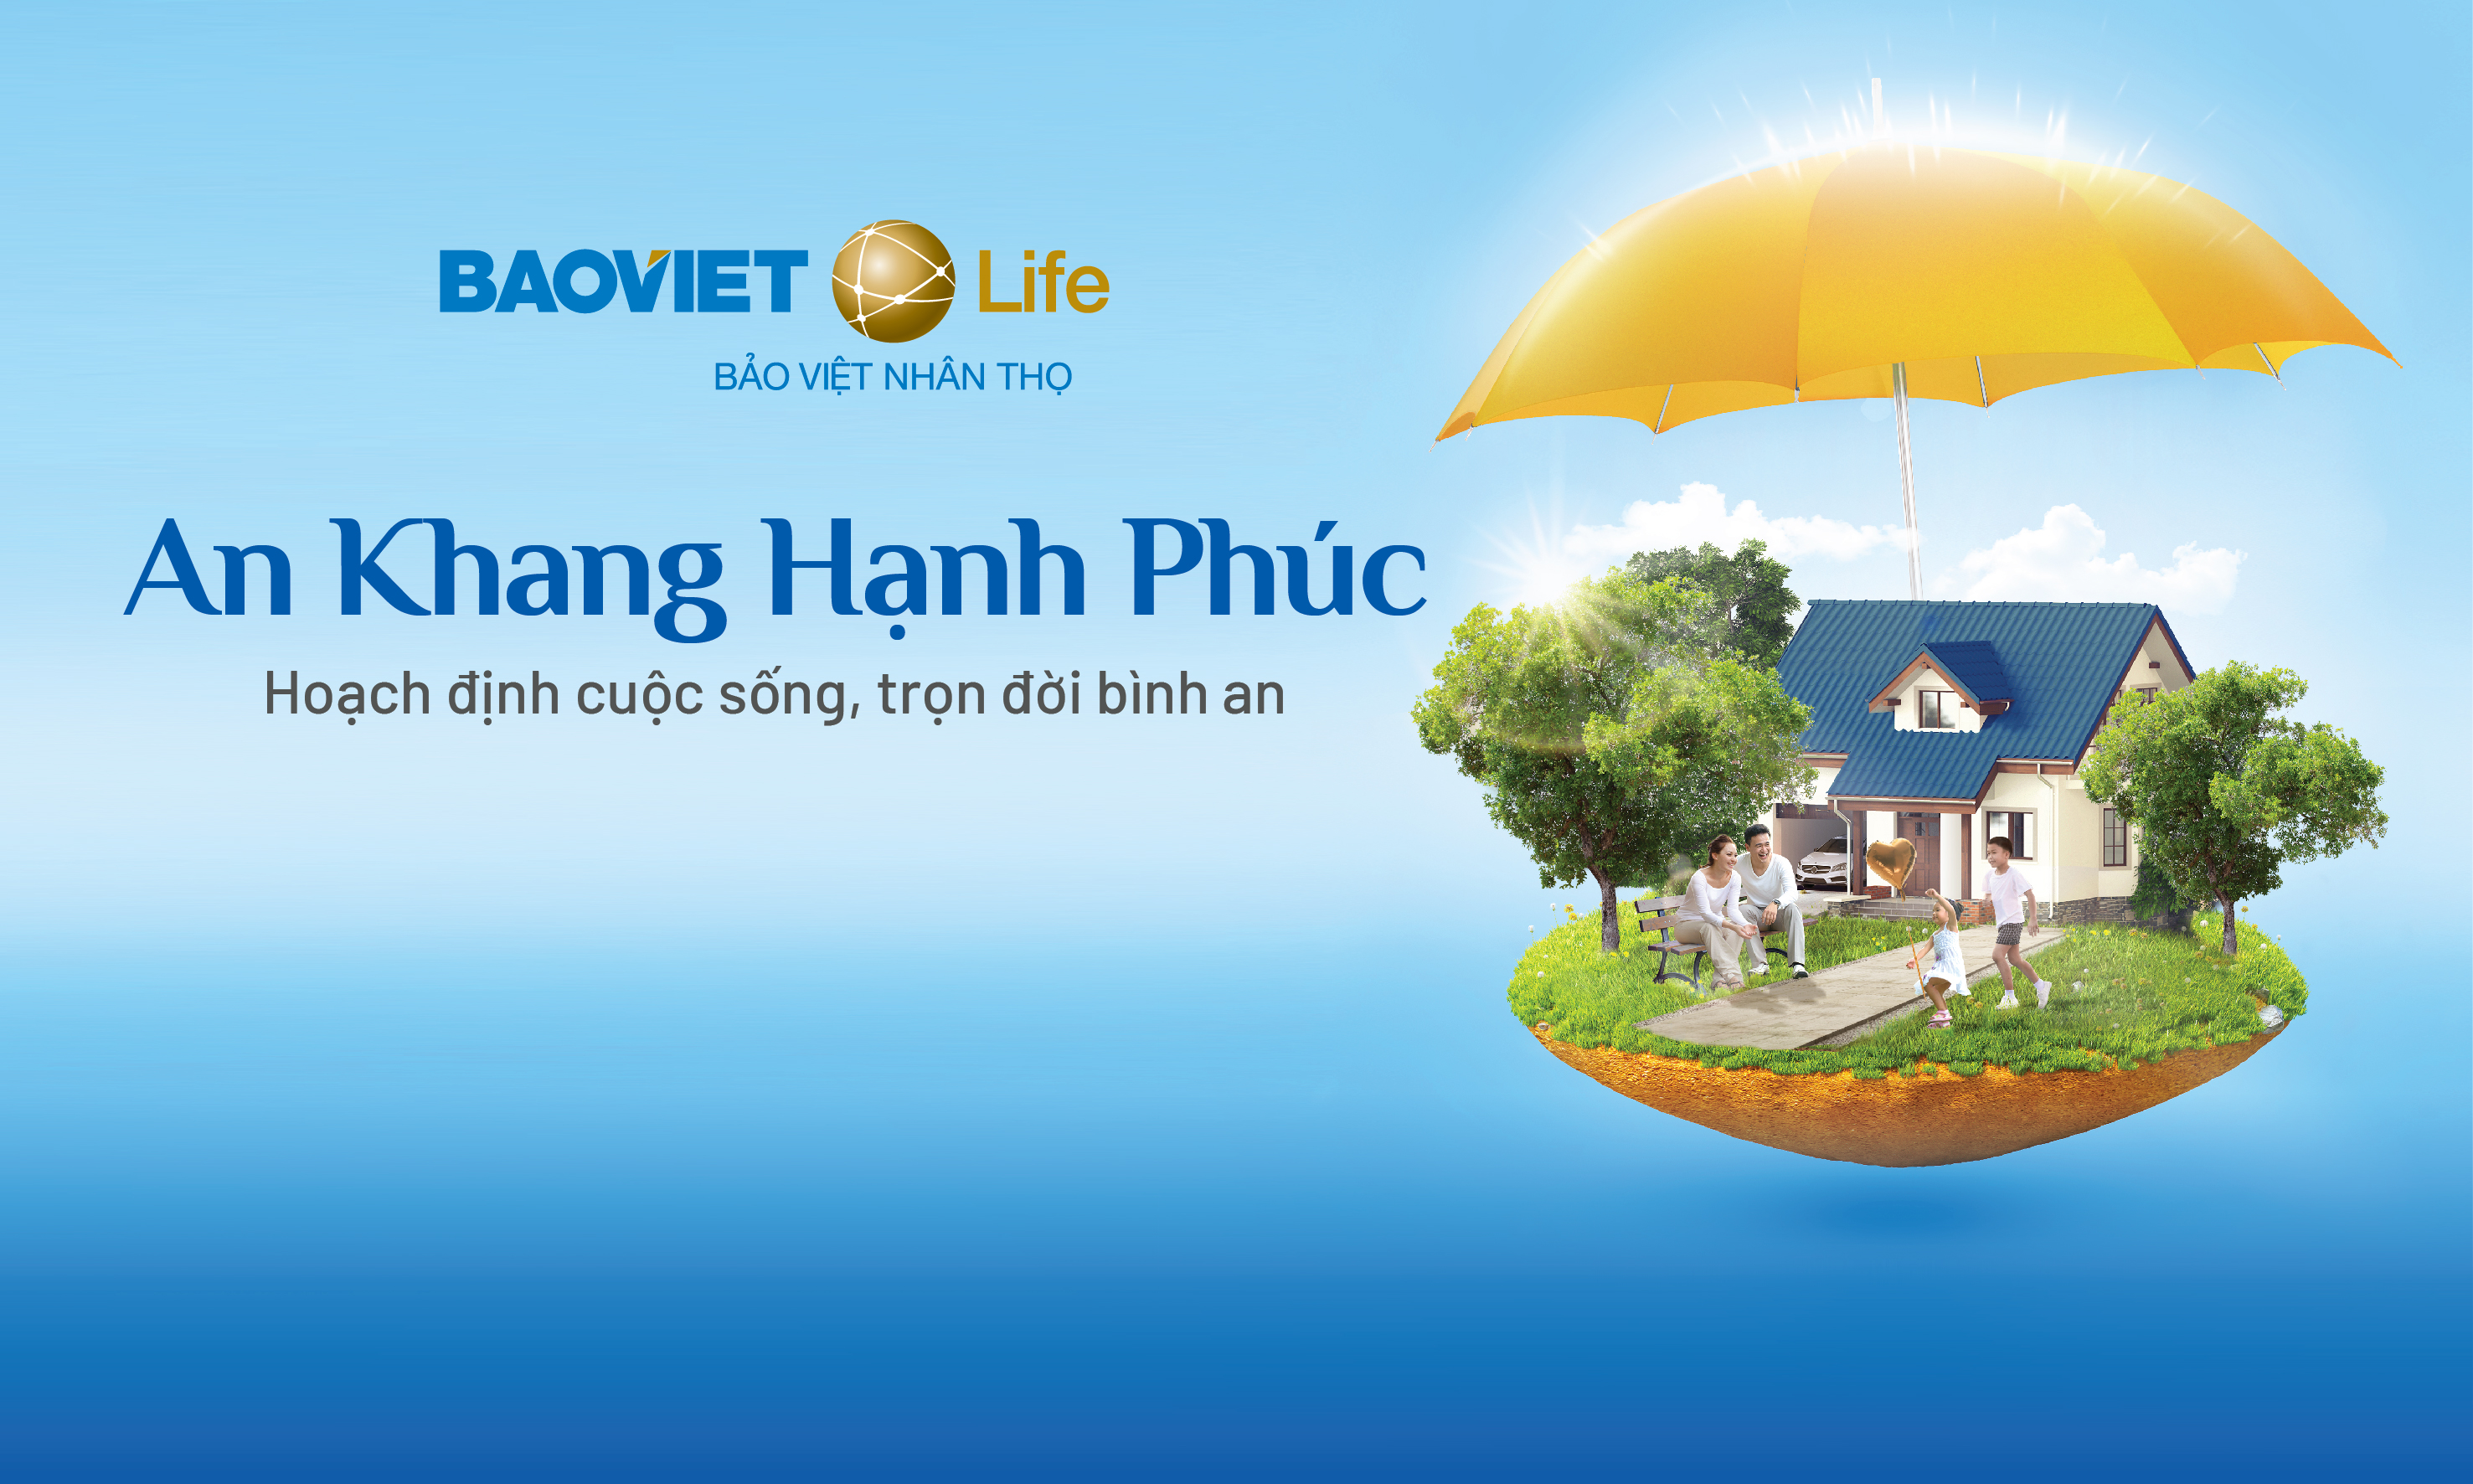 BAOVIET Life
BẢO VIỆT NHÂN THỌ
An Khang Hạnh Phúc
Hoạch định cuộc sống, trọn đời bình an